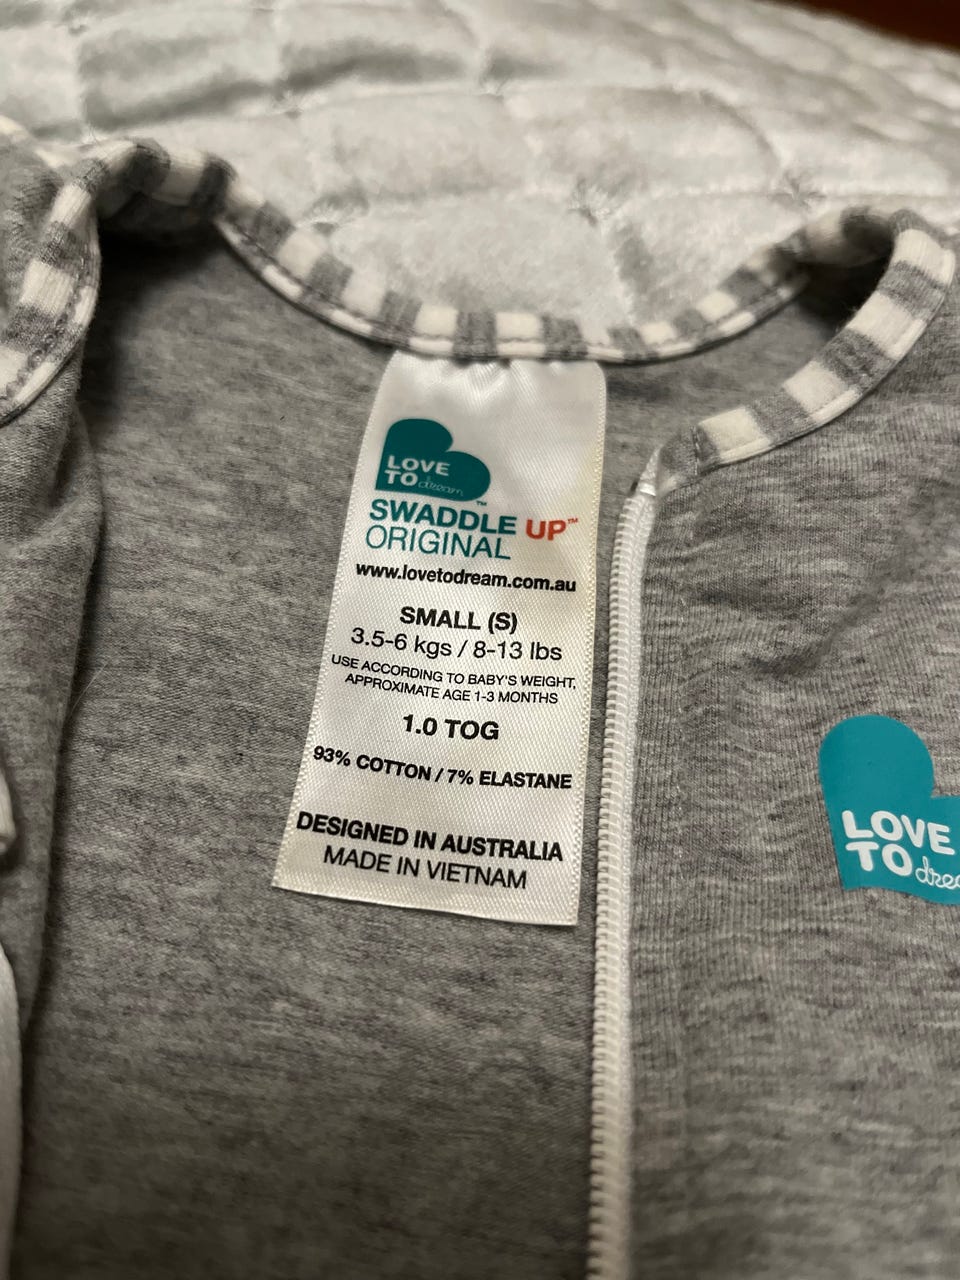 LOVE
TO dream
™
SWADDLE UP™
ORIGINAL
www.lovetodream.com.au
SMALL (S)
3.5-6 kgs / 8-13 lbs
USE ACCORDING TO BABY'S WEIGHT,
APPROXIMATE AGE 1-3 MONTHS
1.0 TOG
93% COTTON / 7% ELASTANE
DESIGNED IN AUSTRALIA
MADE IN VIETNAM
LOVE
TO